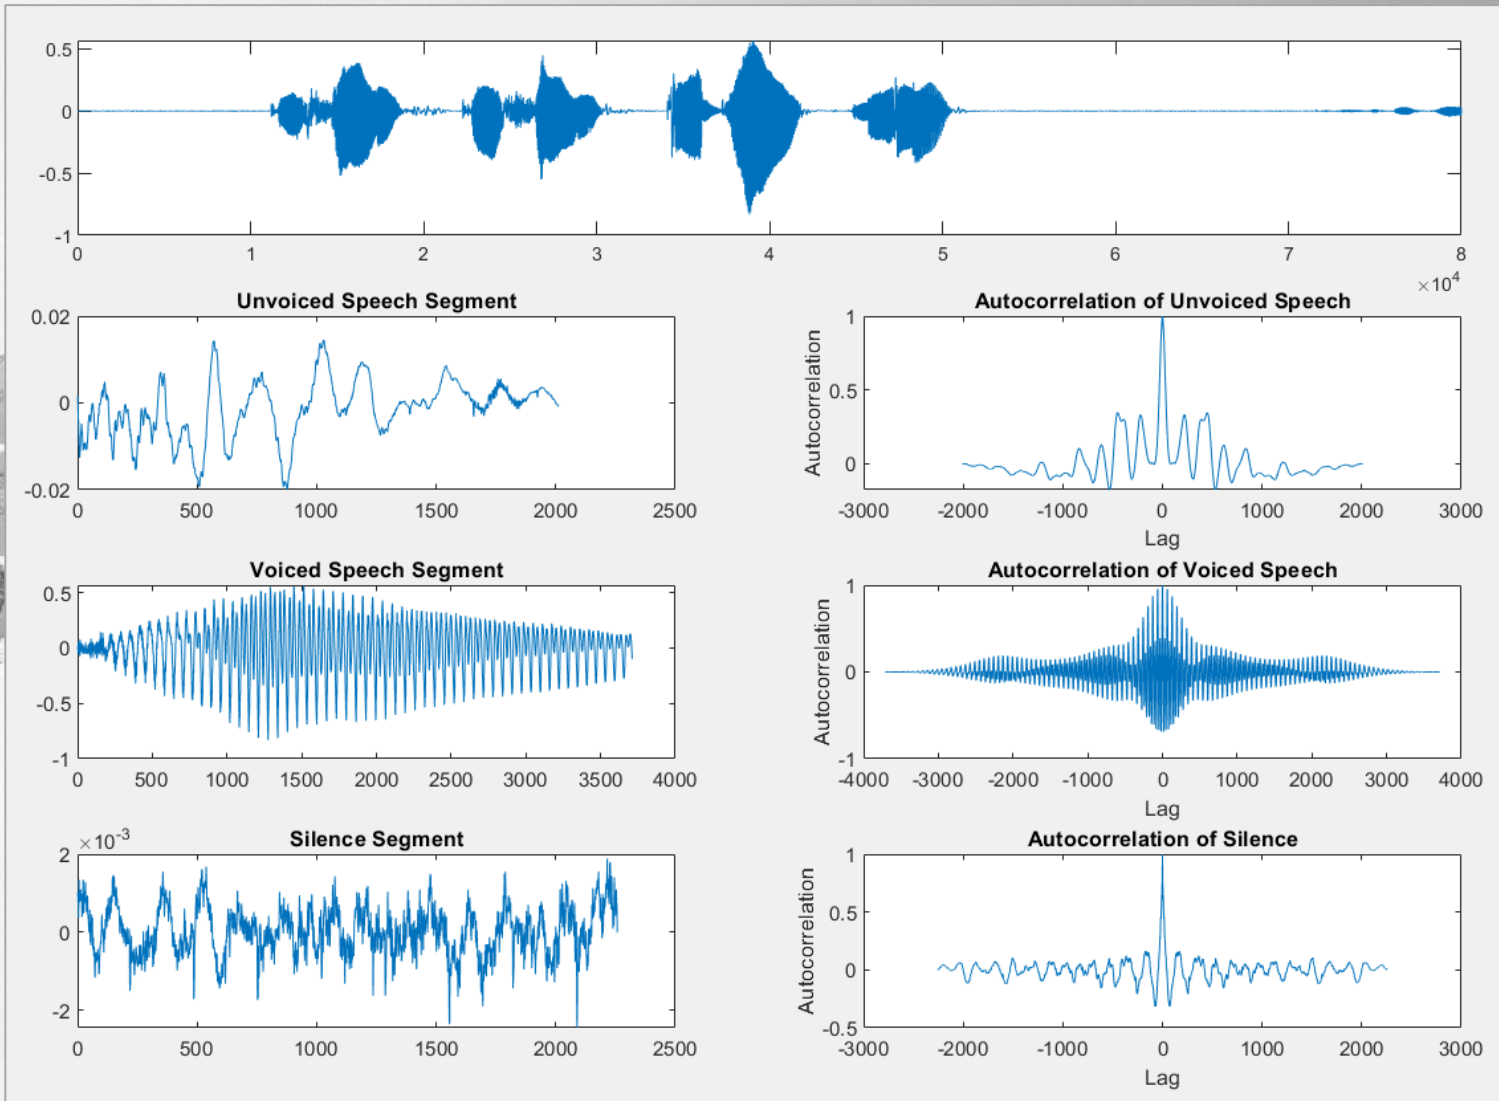 0.5
0
-0.5
-1
0 1 2 3 4 5 6 7 8
×10^4
Unvoiced Speech Segment
0.02
0
-0.02
0 500 1000 1500 2000 2500
Autocorrelation of Unvoiced Speech
Autocorrelation
1
0.5
0
-3000 -2000 -1000 0 1000 2000 3000
Lag
Voiced Speech Segment
0.5
0
-0.5
-1
0 500 1000 1500 2000 2500 3000 3500 4000
Autocorrelation of Voiced Speech
Autocorrelation
1
0
-1
-4000 -3000 -2000 -1000 0 1000 2000 3000 4000
Lag
Silence Segment
×10^-3
2
0
-2
0 500 1000 1500 2000 2500
Autocorrelation of Silence
Autocorrelation
1
0.5
0
-0.5
-3000 -2000 -1000 0 1000 2000 3000
Lag